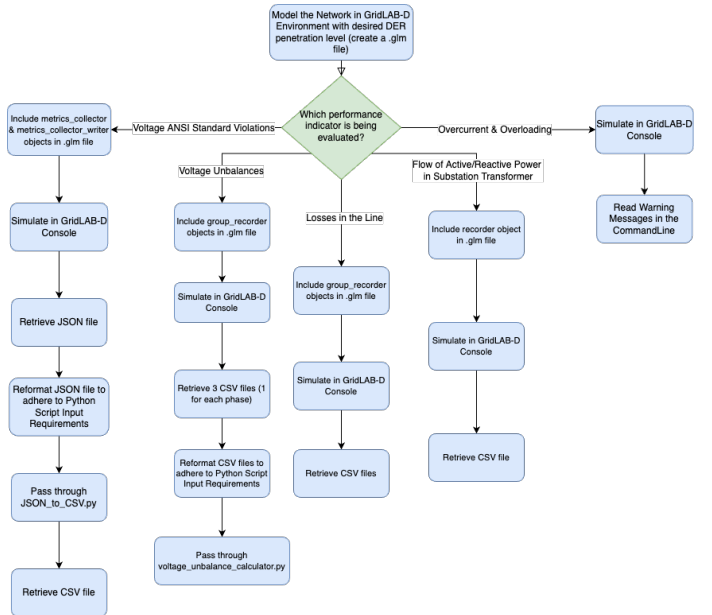 Model the Network in GridLAB-D
Environment with desired DER
penetration level (create a .glm
file)
Which performance
indicator is being
evaluated?
Voltage ANSI Standard Violations
Include metrics_collector
& metrics_collector_writer
objects in .glm file
Simulate in GridLAB-D
Console
Retrieve JSON file
Reformat JSON file to
adhere to Python
Script Input
Requirements
Pass through
JSON_to_CSV.py
Retrieve CSV file
Voltage Unbalances
Include group_recorder
objects in .glm file
Simulate in GridLAB-D
Console
Retrieve 3 CSV files (1
for each phase)
Reformat CSV files to
adhere to Python Script
Input Requirements
Pass through
voltage_unbalance_calculator.py
Losses in the Line
Include group_recorder
objects in .glm file
Simulate in GridLAB-D
Console
Retrieve CSV files
Flow of Active/Reactive Power
in Substation Transformer
Include recorder object
in .glm file
Simulate in GridLAB-D
Console
Retrieve CSV file
Overcurrent & Overloading
Simulate in GridLAB-D
Console
Read Warning
Messages in the
CommandLine